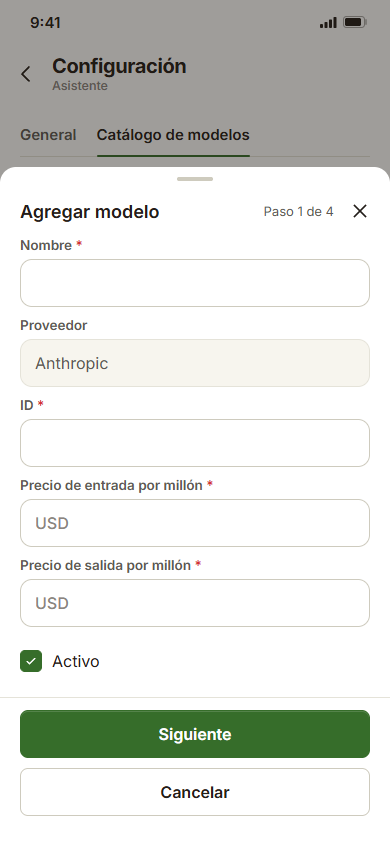 9:41
Configuración
Asistente
General
Catálogo de modelos
Agregar modelo
Paso 1 de 4
Nombre *
Proveedor
Anthropic
ID *
Precio de entrada por millón *
USD
Precio de salida por millón *
USD
Activo
Siguiente
Cancelar